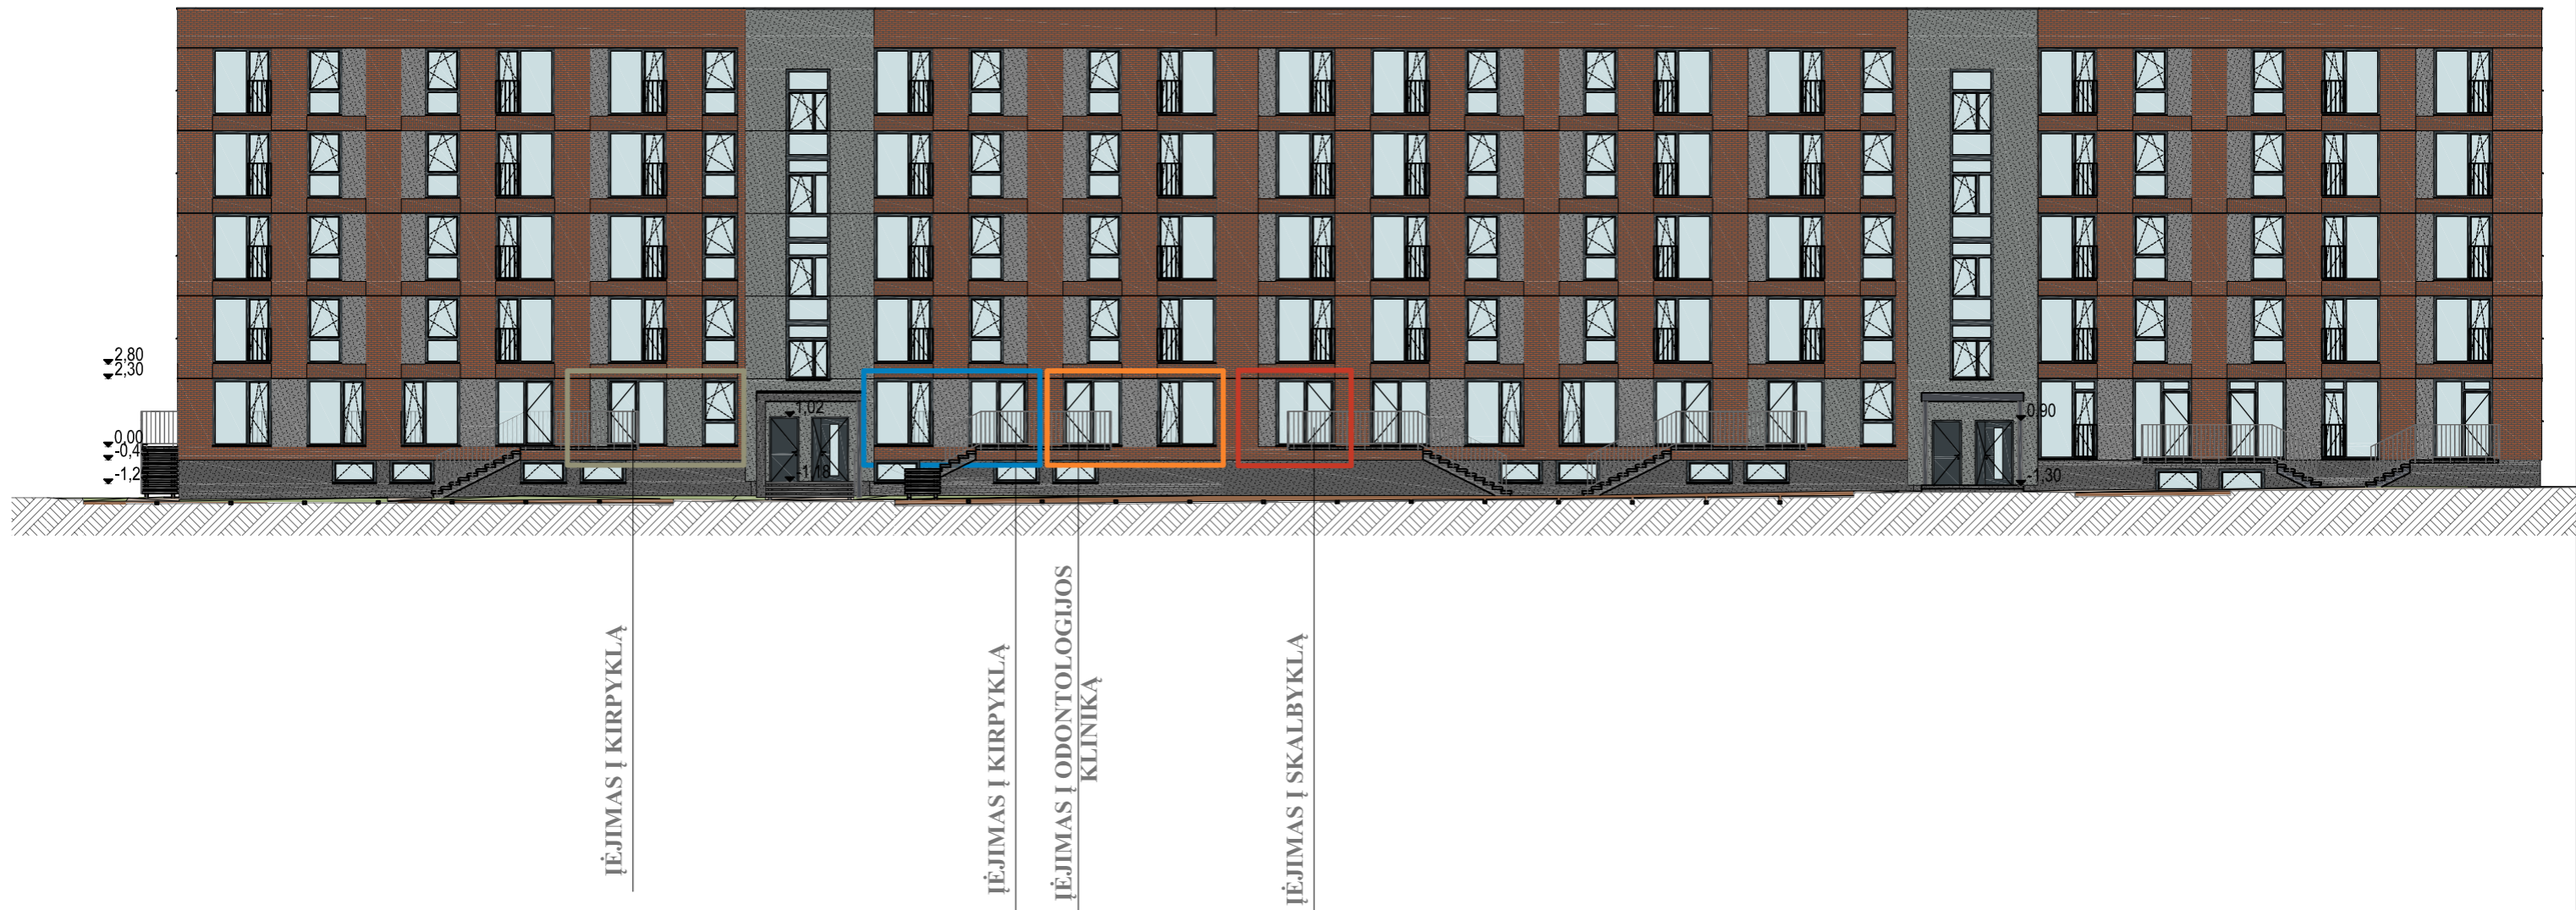 2,80
2,30
0,00
-0,4
-1,2
1,02
-1,18
0,90
-1,30
ĮĖJIMAS Į KIRPYKLĄ
ĮĖJIMAS Į KIRPYKLĄ
ĮĖJIMAS Į ODONTOLOGIJOS
KLINIKĄ
ĮĖJIMAS Į SKALBYKLĄ